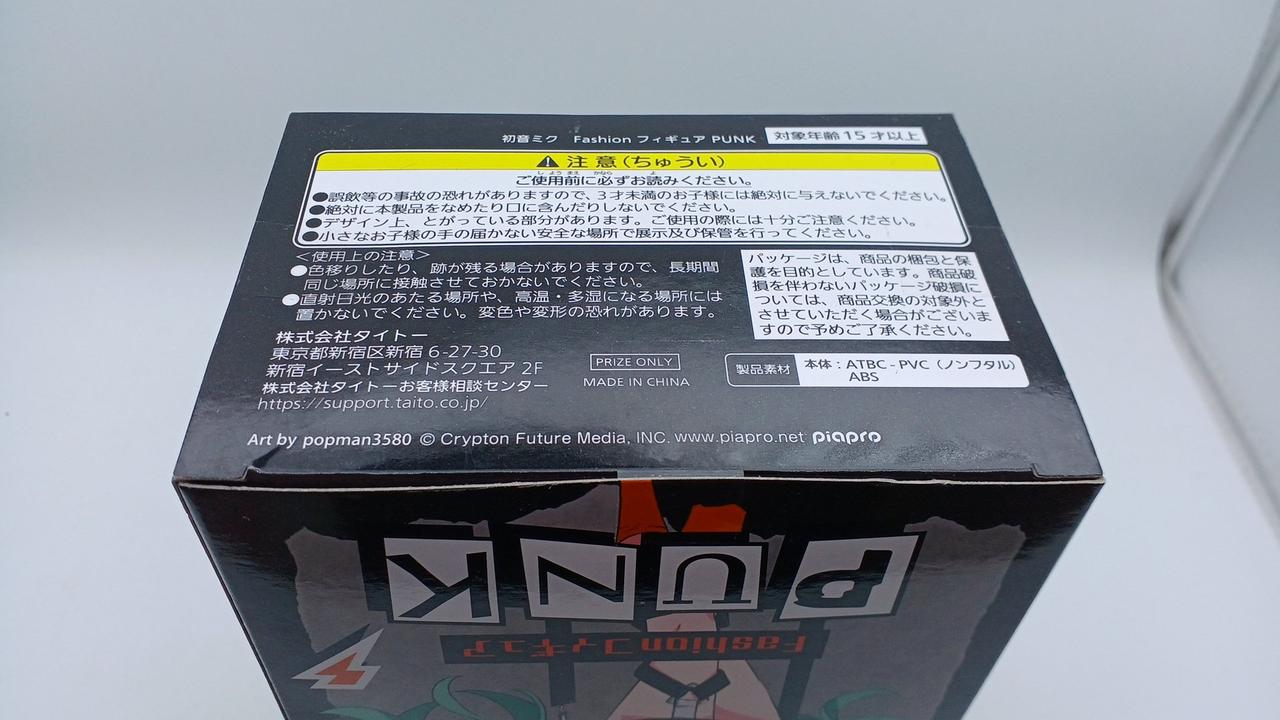 初音ミク Fashion フィギュア PUNK 対象年齢 15 才以上
注意(ちゅうい)
しようまえ かなら よ
ご使用前に必ずお読みください。
●誤飲等の事故の恐れがありますので、3才未満のお子様には絶対に与えないでください。
●絶対に本製品をなめたり口に含んだりしないでください。
●デザイン上、とがっている部分があります。ご使用の際には十分ご注意ください。
●小さなお子様の手の届かない安全な場所で展示及び保管を行ってください。
<使用上の注意>
●色移りしたり、跡が残る場合がありますので、長期間
同じ場所に接触させておかないでください。
●直射日光のあたる場所や、高温・多湿になる場所には
置かないでください。変色や変形の恐れがあります。
パッケージは、商品の梱包と保
護を目的としています。商品破
損を伴わないパッケージ破損に
ついては、商品交換の対象外と
させていただく場合がございま
すので予めご了承ください。
株式会社タイトー
東京都新宿区新宿 6-27-30
新宿イーストサイドスクエア 2F
株式会社タイトーお客様相談センター
https://support.taito.co.jp/
PRIZE ONLY
MADE IN CHINA
製品素材 本体:ATBC-PVC(ノンフタル)
ABS
Art by popman3580 © Crypton Future Media, INC. www.piapro.net piapro
PUNK
Fashionフィギュア